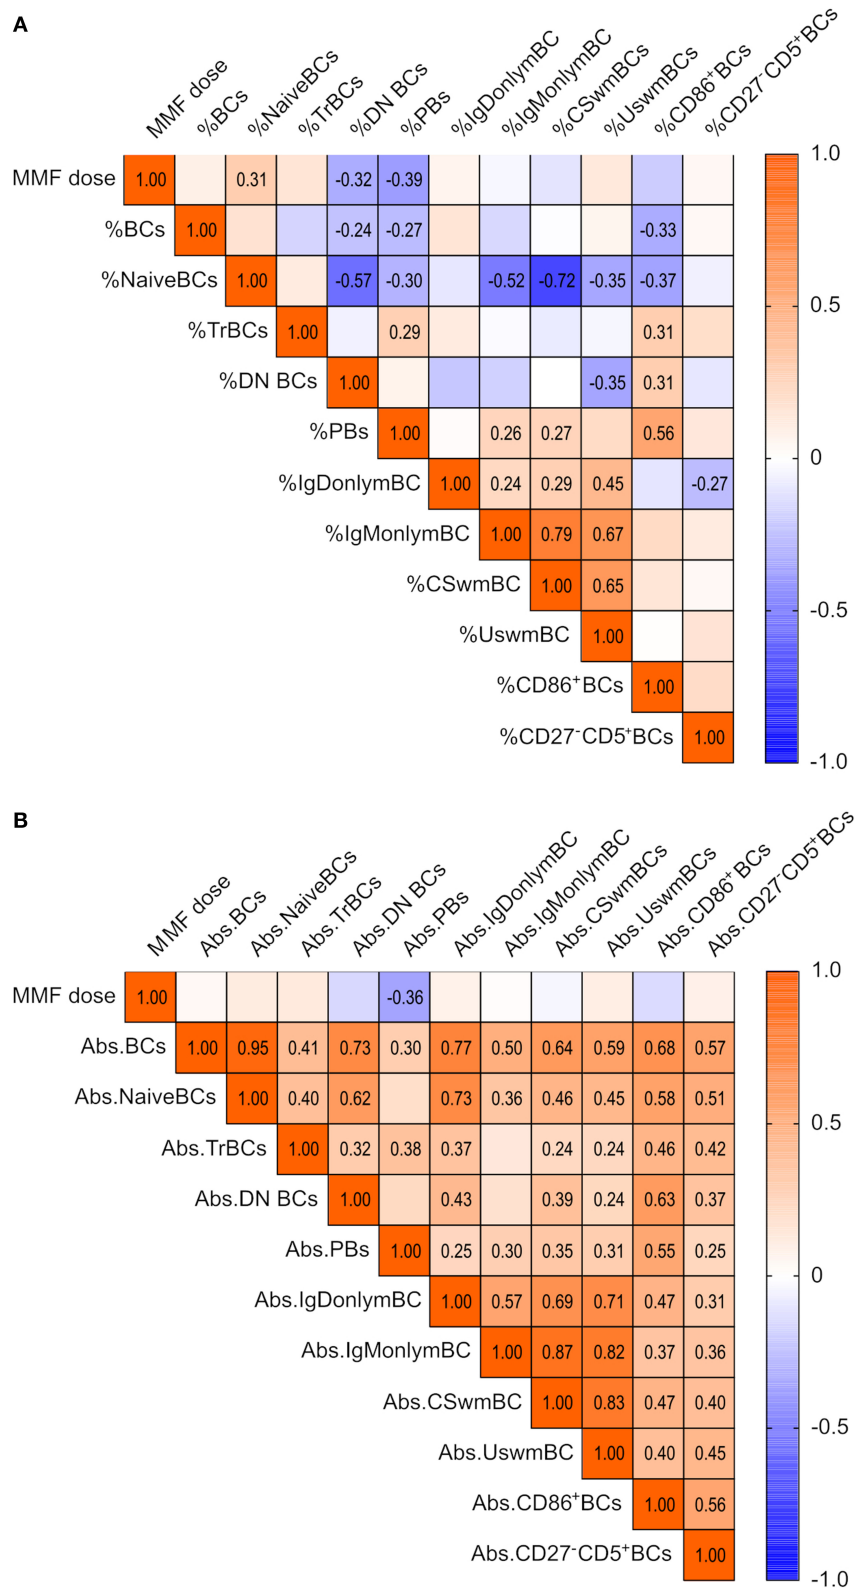 A
MMF dose %BCs %NaiveBCs %TrBCs %DN BCs %PBs %IgDonlymBC %IgMonlymBC %CSwmBCs %UswmBCs %CD86⁺BCs %CD27⁻CD5⁺BCs
MMF dose 1.00 0.31 -0.32 -0.39 1.0
%BCs 1.00 -0.24 -0.27 -0.33
%NaiveBCs 1.00 -0.57 -0.30 -0.52 -0.72 -0.35 -0.37
0.5
%TrBCs 1.00 0.29 0.31
%DN BCs 1.00 -0.35 0.31
%PBs 1.00 0.26 0.27 0.56
0
%IgDonlymBC 1.00 0.24 0.29 0.45 -0.27
%IgMonlymBC 1.00 0.79 0.67
%CSwmBC 1.00 0.65
-0.5
%UswmBC 1.00
%CD86⁺BCs 1.00
%CD27⁻CD5⁺BCs 1.00
-1.0
B
MMF dose Abs.BCs Abs.NaiveBCs Abs.TrBCs Abs.DN BCs Abs.PBs Abs.IgDonlymBC Abs.IgMonlymBC Abs.CSwmBCs Abs.UswmBCs Abs.CD86⁺BCs Abs.CD27⁻CD5⁺BCs
MMF dose 1.00 -0.36 1.0
Abs.BCs 1.00 0.95 0.41 0.73 0.30 0.77 0.50 0.64 0.59 0.68 0.57
Abs.NaiveBCs 1.00 0.40 0.62 0.73 0.36 0.46 0.45 0.58 0.51
0.5
Abs.TrBCs 1.00 0.32 0.38 0.37 0.24 0.24 0.46 0.42
Abs.DN BCs 1.00 0.43 0.39 0.24 0.63 0.37
Abs.PBs 1.00 0.25 0.30 0.35 0.31 0.55 0.25
0
Abs.IgDonlymBC 1.00 0.57 0.69 0.71 0.47 0.31
Abs.IgMonlymBC 1.00 0.87 0.82 0.37 0.36
Abs.CSwmBC 1.00 0.83 0.47 0.40
-0.5
Abs.UswmBC 1.00 0.40 0.45
Abs.CD86⁺BCs 1.00 0.56
Abs.CD27⁻CD5⁺BCs 1.00
-1.0